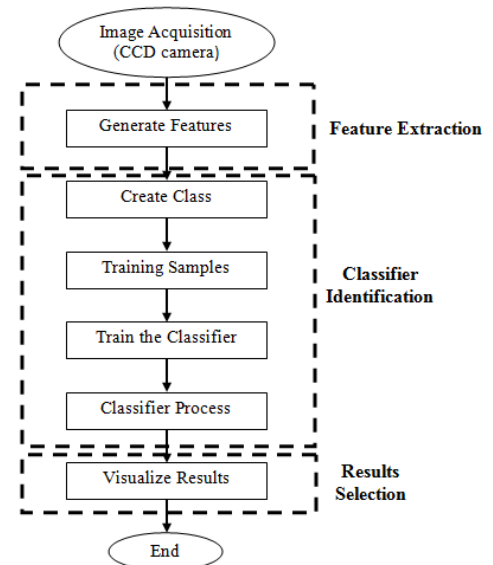 Image Acquisition
(CCD camera)
Generate Features
Feature Extraction
Create Class
Training Samples
Classifier
Identification
Train the Classifier
Classifier Process
Visualize Results
Results
Selection
End